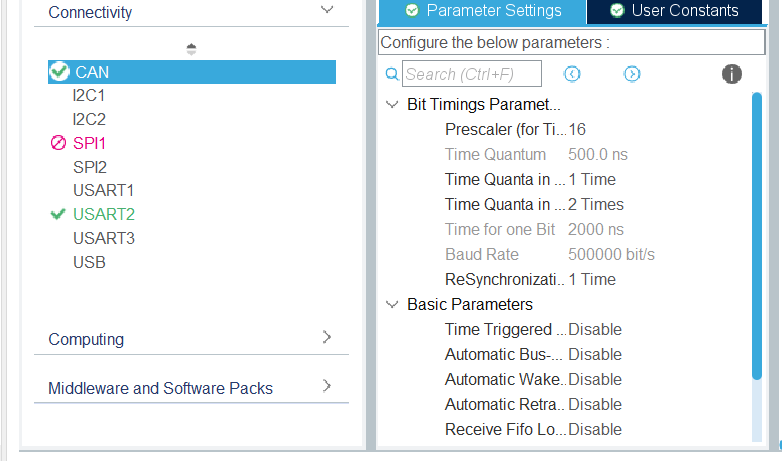 Connectivity
CAN
I2C1
I2C2
SPI1
SPI2
USART1
USART2
USART3
USB
Computing
Middleware and Software Packs
Parameter Settings
User Constants
Configure the below parameters :
Search (Ctrl+F)
Bit Timings Paramet...
Prescaler (for Ti... 16
Time Quantum 500.0 ns
Time Quanta in ... 1 Time
Time Quanta in ... 2 Times
Time for one Bit 2000 ns
Baud Rate 500000 bit/s
ReSynchronizati.. 1 Time
Basic Parameters
Time Triggered ... Disable
Automatic Bus-... Disable
Automatic Wake.. Disable
Automatic Retra.. Disable
Receive Fifo Lo... Disable